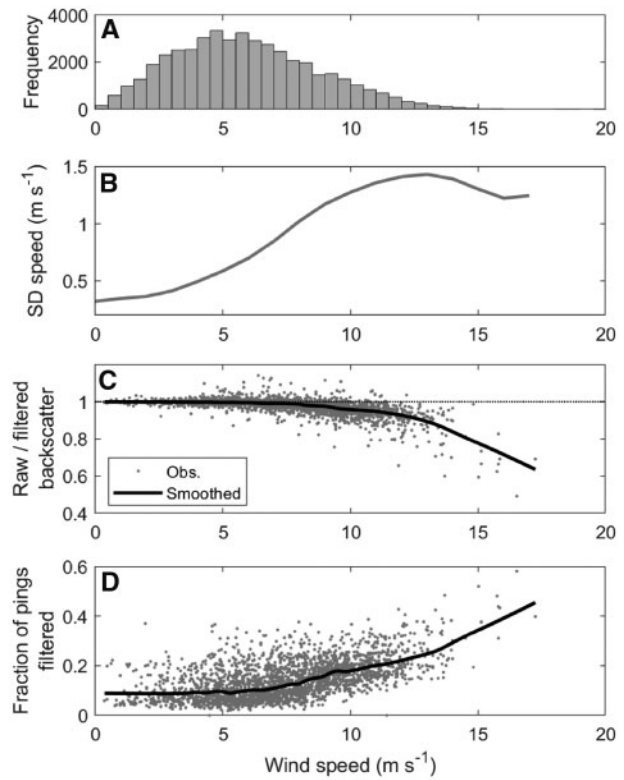 A
Frequency
4000
2000
0
0 5 10 15 20
B
SD speed (m s⁻¹)
1.5
1
0.5
0 5 10 15 20
C
Raw / filtered
backscatter
1
0.8
0.6
0.4
Obs.
Smoothed
0 5 10 15 20
D
Fraction of pings
filtered
0.6
0.4
0.2
0
0 5 10 15 20
Wind speed (m s⁻¹)